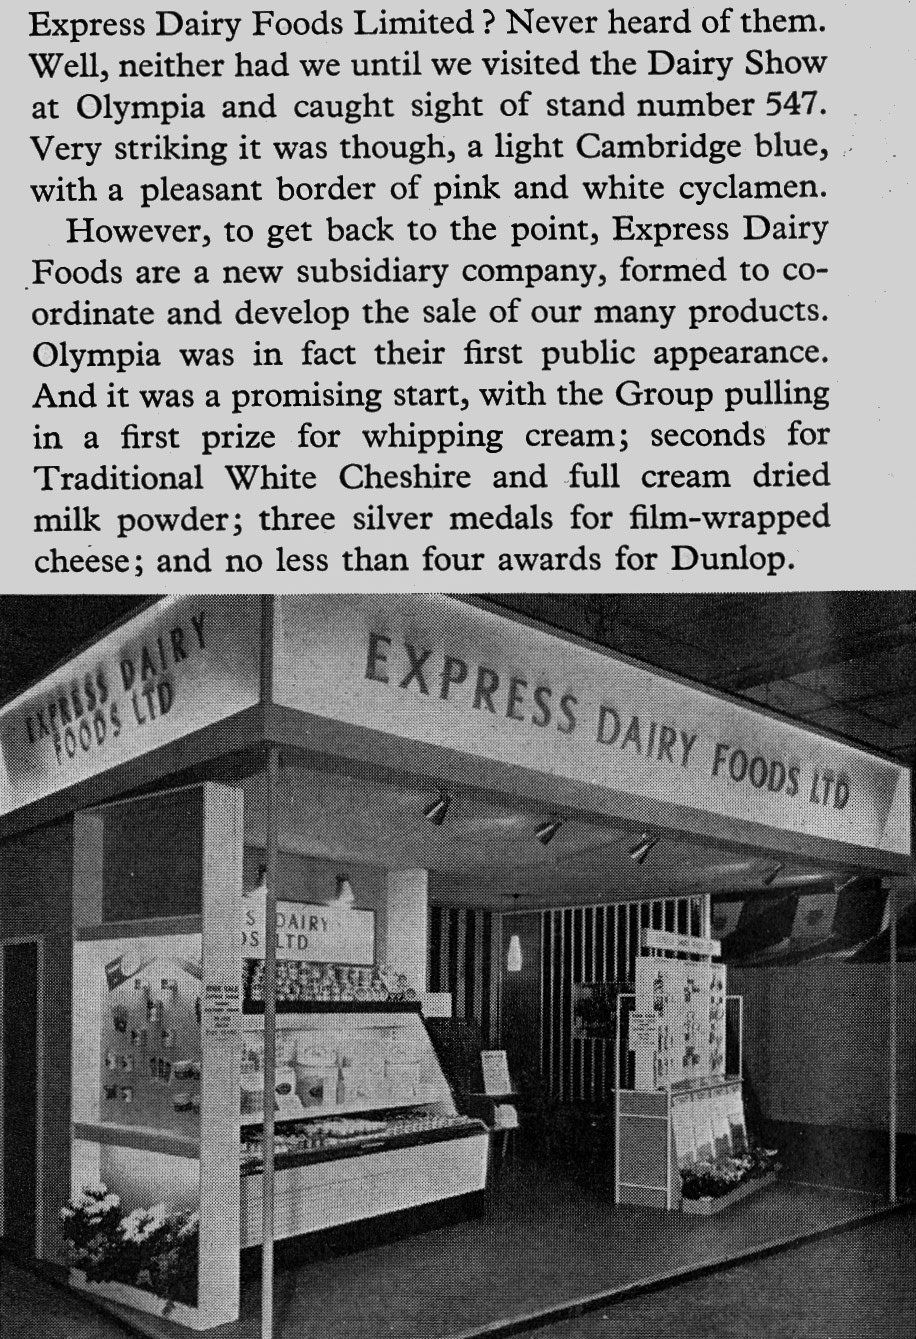 Express Dairy Foods Limited? Never heard of them.
Well, neither had we until we visited the Dairy Show
at Olympia and caught sight of stand number 547.
Very striking it was though, a light Cambridge blue,
with a pleasant border of pink and white cyclamen.
However, to get back to the point, Express Dairy
Foods are a new subsidiary company, formed to co-
ordinate and develop the sale of our many products.
Olympia was in fact their first public appearance.
And it was a promising start, with the Group pulling
in a first prize for whipping cream; seconds for
Traditional White Cheshire and full cream dried
milk powder; three silver medals for film-wrapped
cheese; and no less than four awards for Dunlop.
EXPRESS DAIRY
FOODS LTD
EXPRESS DAIRY FOODS LTD
S DAIRY
DS LTD